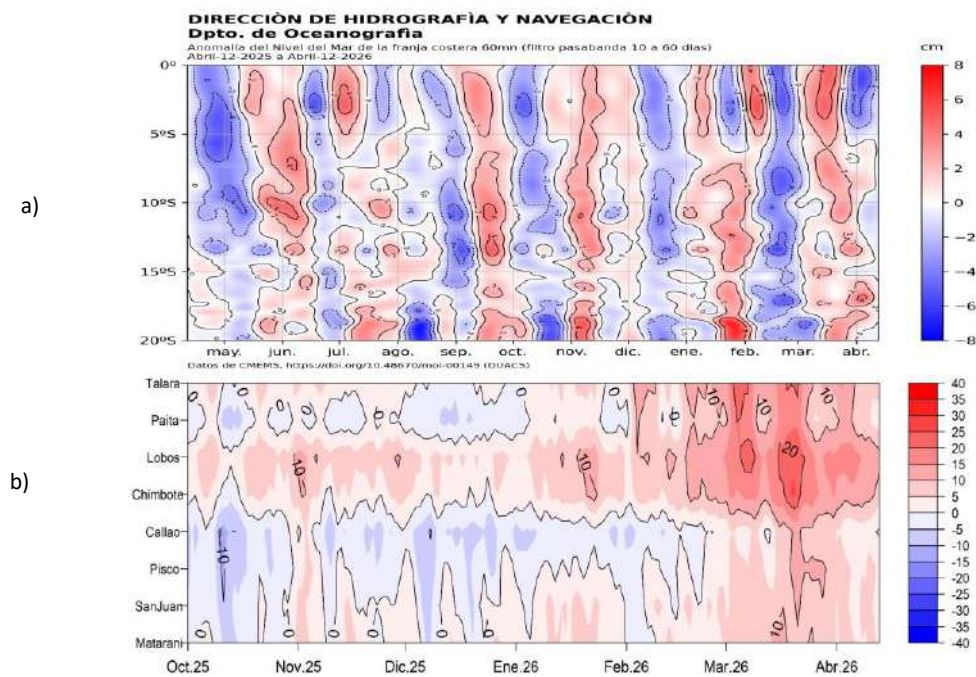 a)
DIRECCIÒN DE HIDROGRAFÌA Y NAVEGACIÒN
Dpto. de Oceanografìa
Anomalìa del Nivel del Mar de la franja costera 60mn (filtro pasabanda 10 a 60 dìas)
Abril-12-2025 a Abril-12-2026
cm
0º
5ºS
10ºS
15ºS
20ºS
may. jun. jul. ago. sep. oct. nov. dic. ene. feb. mar. abr.
8
6
4
2
0
−2
−4
−6
−8
Datos de CMEMS, https://doi.org/10.48670/moi-00149 (DUACS)
b)
Talara
Paita
Lobos
Chimbote
Callao
Pisco
SanJuan
Matarani
Oct.25 Nov.25 Dic.25 Ene.26 Feb.26 Mar.26 Abr.26
40
35
30
25
20
15
10
5
0
-5
-10
-15
-20
-25
-30
-35
-40